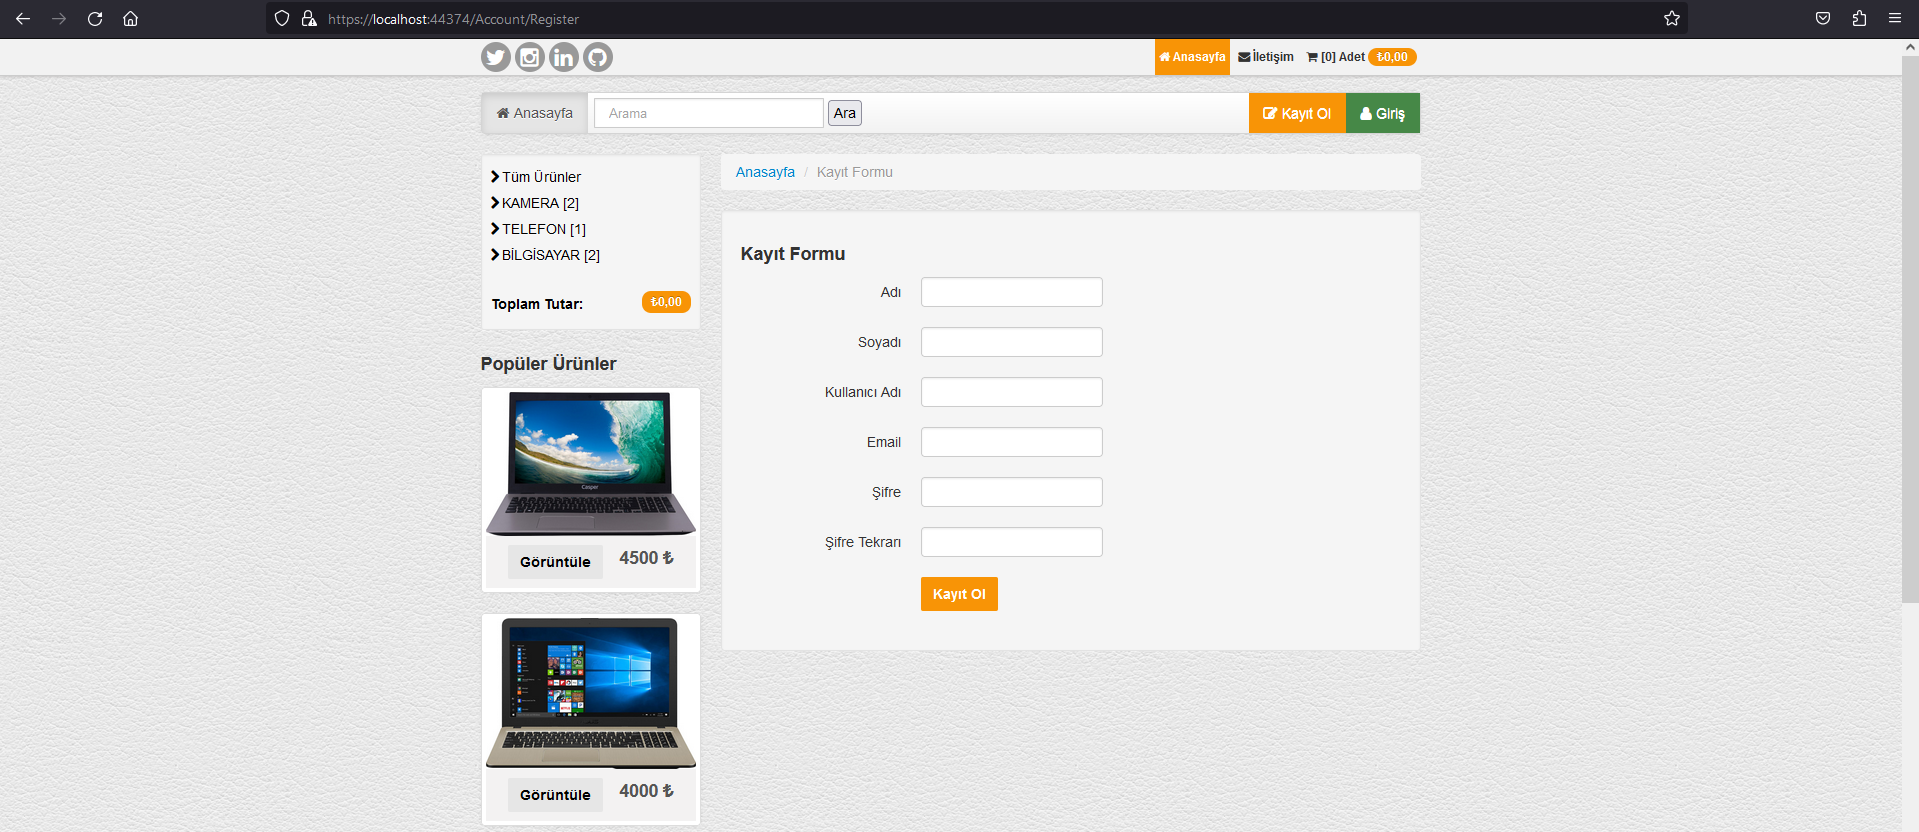 https://localhost:44374/Account/Register
Anasayfa İletişim [0] Adet ₺0,00
Anasayfa Arama Ara Kayıt Ol Giriş
Tüm Ürünler
KAMERA [2]
TELEFON [1]
BİLGİSAYAR [2]
Toplam Tutar: ₺0,00
Popüler Ürünler
Casper
Görüntüle 4500 ₺
Görüntüle 4000 ₺
Anasayfa / Kayıt Formu
Kayıt Formu
Adı
Soyadı
Kullanıcı Adı
Email
Şifre
Şifre Tekrarı
Kayıt Ol